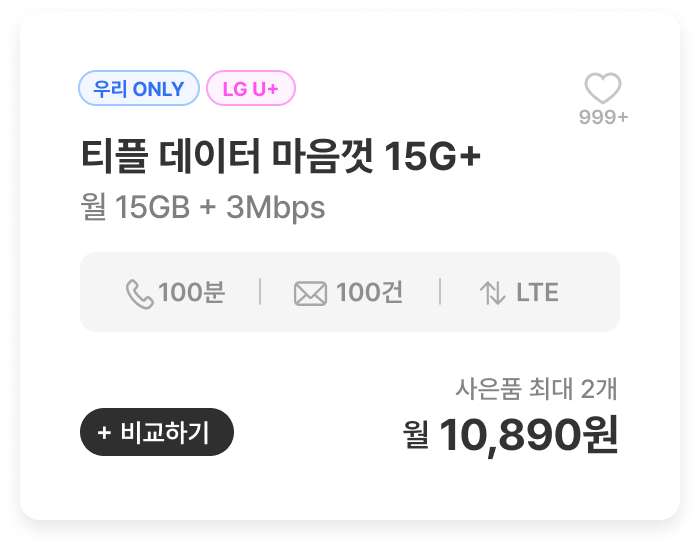 우리 ONLY
LG U+
999+
티플 데이터 마음껏 15G+
월 15GB + 3Mbps
100분
100건
LTE
사은품 최대 2개
+ 비교하기
월 10,890원